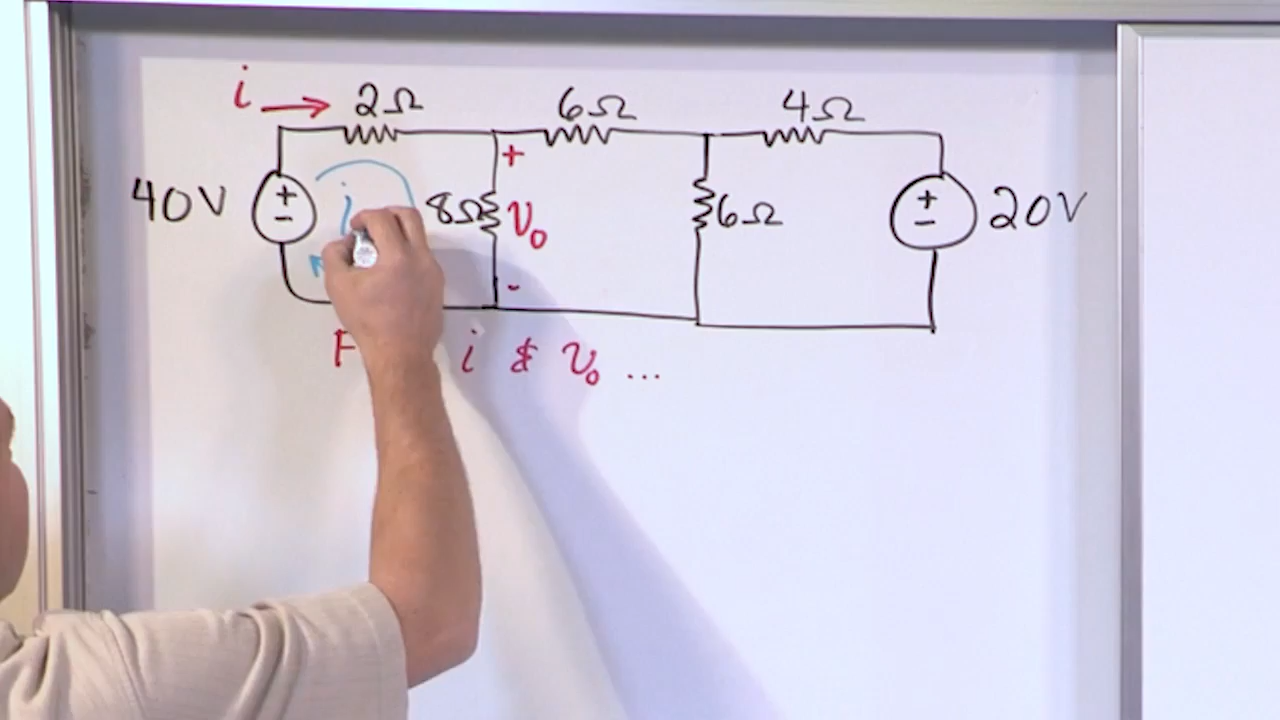 i → 2Ω 6Ω 4Ω
40V + - i 8Ω + v₀ - 6Ω + - 20V
F i & v₀ ...